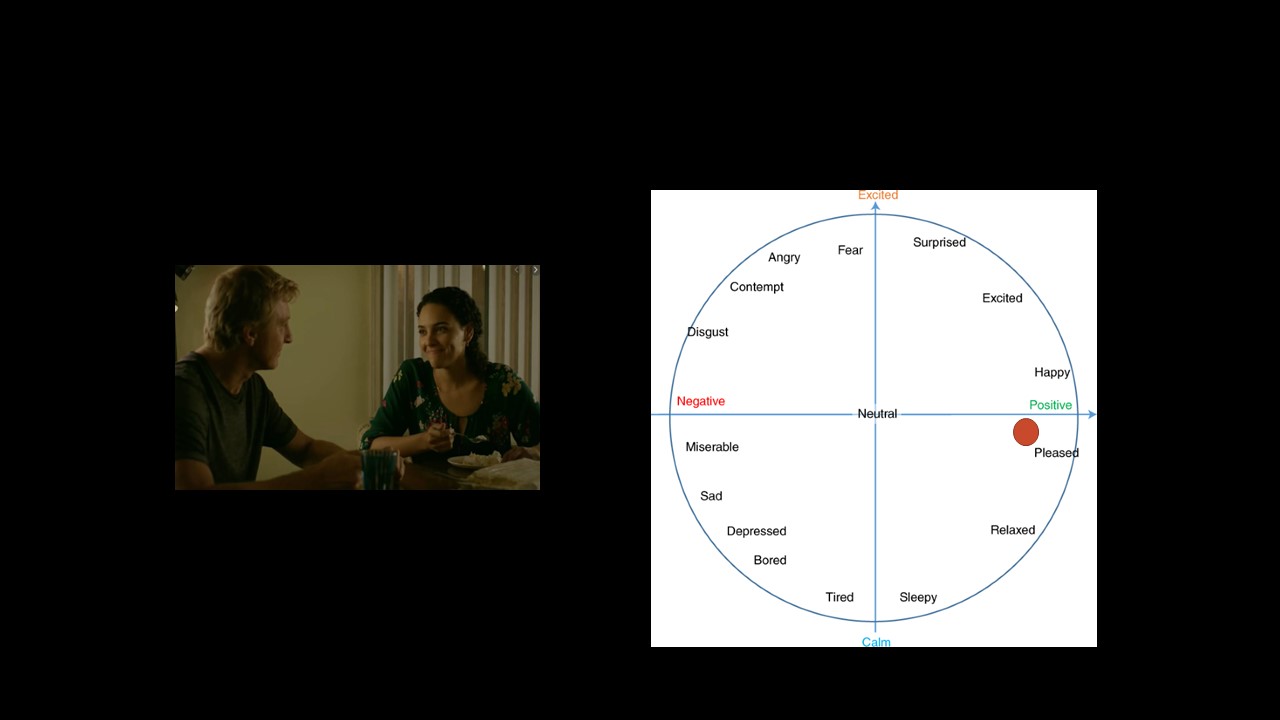 Excited
Surprised
Fear
Angry
Contempt
Excited
Disgust
Happy
Negative
Positive
Neutral
Miserable
Pleased
Sad
Depressed
Relaxed
Bored
Tired
Sleepy
Calm